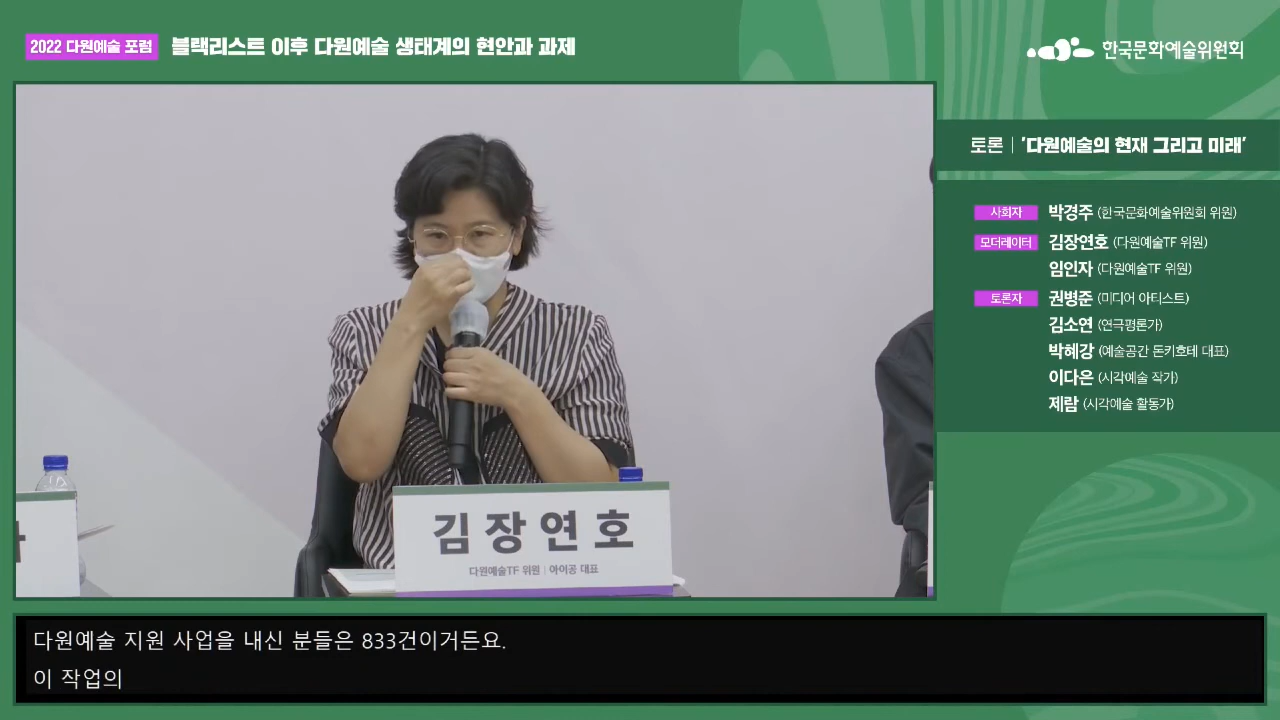 2022 다원예술 포럼
블랙리스트 이후 다원예술 생태계의 현안과 과제
한국문화예술위원회
토론 | '다원예술의 현재 그리고 미래'
사회자 박경주 (한국문화예술위원회 위원)
모더레이터 김장연호 (다원예술TF 위원)
임인자 (다원예술TF 위원)
토론자 권병준 (미디어 아티스트)
김소연 (연극평론가)
박혜강 (예술공간 돈키호테 대표)
이다은 (시각예술 작가)
제람 (시각예술 활동가)
김장연호
다원예술TF 위원 | 아이공 대표
다원예술 지원 사업을 내신 분들은 833건이거든요.
이 작업의